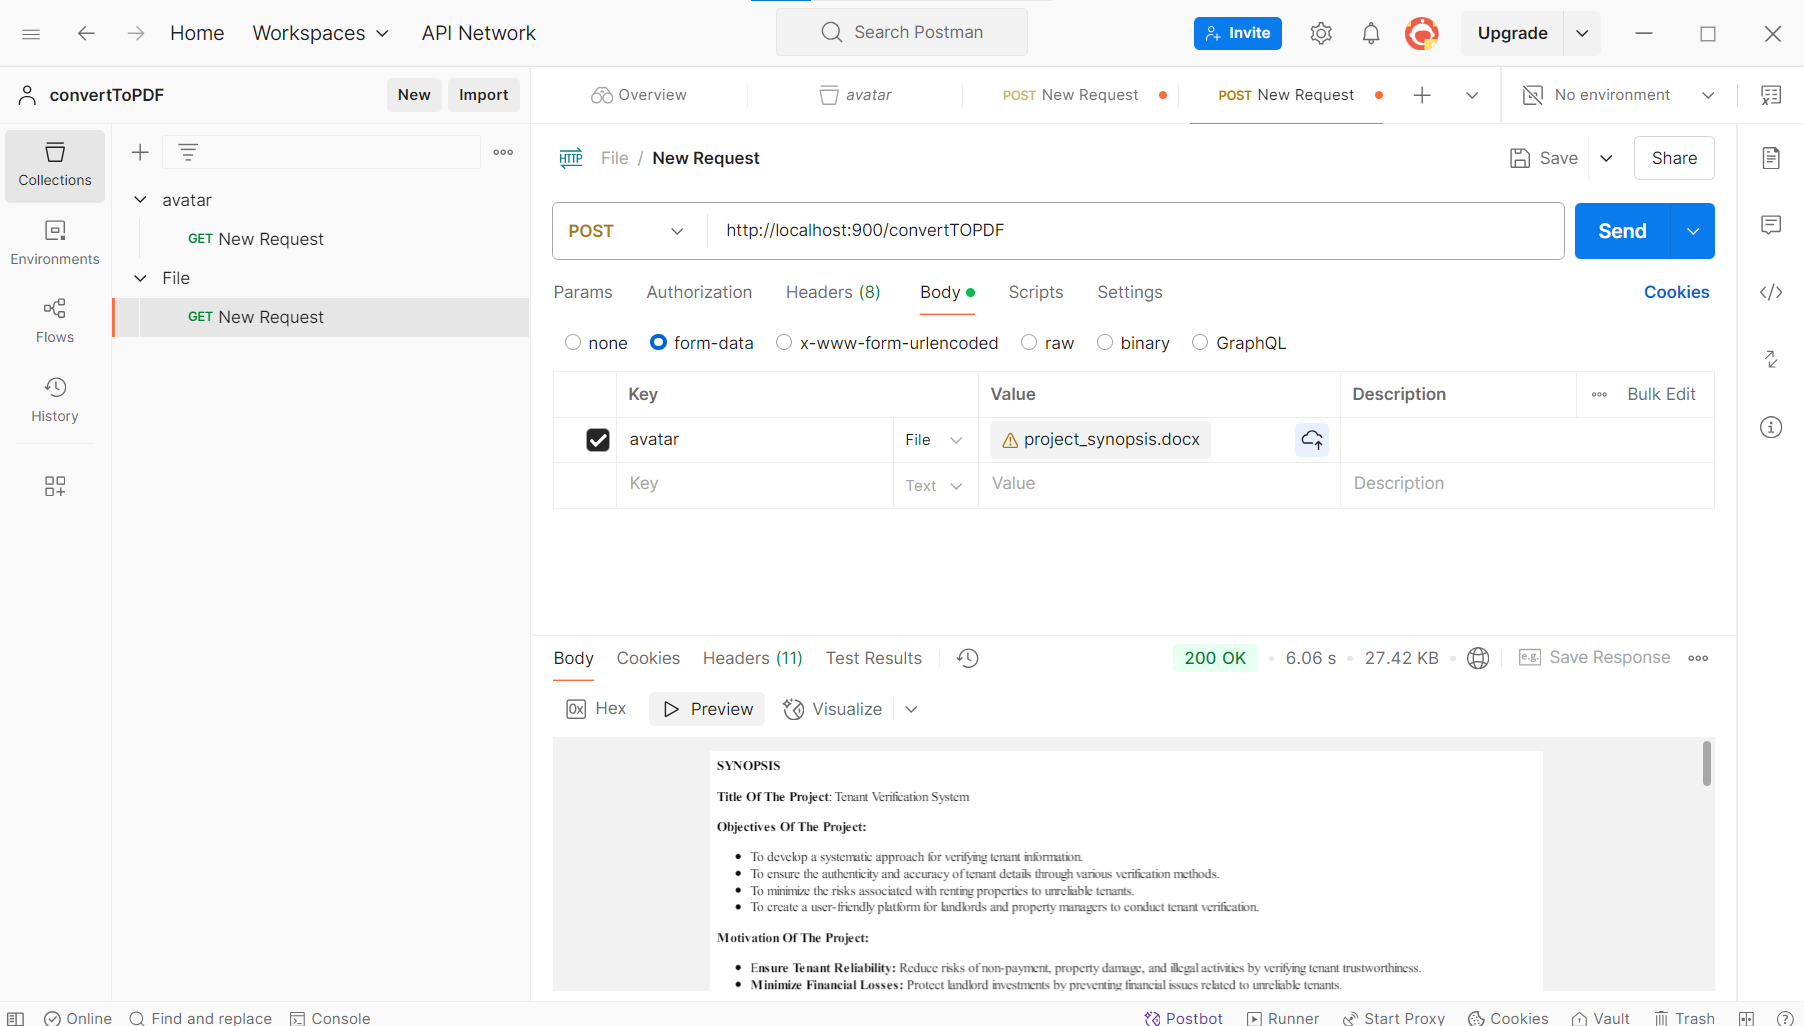 Home Workspaces API Network Search Postman Invite Upgrade
convertToPDF New Import
Overview avatar POST New Request POST New Request No environment
Collections
Environments
Flows
History
avatar
GET New Request
File
GET New Request
HTTP File / New Request Save Share
POST http://localhost:900/convertTOPDF Send
Params Authorization Headers (8) Body Scripts Settings Cookies
none form-data x-www-form-urlencoded raw binary GraphQL
Key Value Description Bulk Edit
avatar File project_synopsis.docx
Key Text Value Description
Body Cookies Headers (11) Test Results 200 OK 6.06 s 27.42 KB e.g. Save Response
0x Hex Preview Visualize
SYNOPSIS
Title Of The Project: Tenant Verification System
Objectives Of The Project:
• To develop a systematic approach for verifying tenant information.
• To ensure the authenticity and accuracy of tenant details through various verification methods.
• To minimize the risks associated with renting properties to unreliable tenants.
• To create a user-friendly platform for landlords and property managers to conduct tenant verification.
Motivation Of The Project:
• Ensure Tenant Reliability: Reduce risks of non-payment, property damage, and illegal activities by verifying tenant trustworthiness.
• Minimize Financial Losses: Protect landlord investments by preventing financial issues related to unreliable tenants.
Online Find and replace Console Postbot Runner Start Proxy Cookies Vault Trash